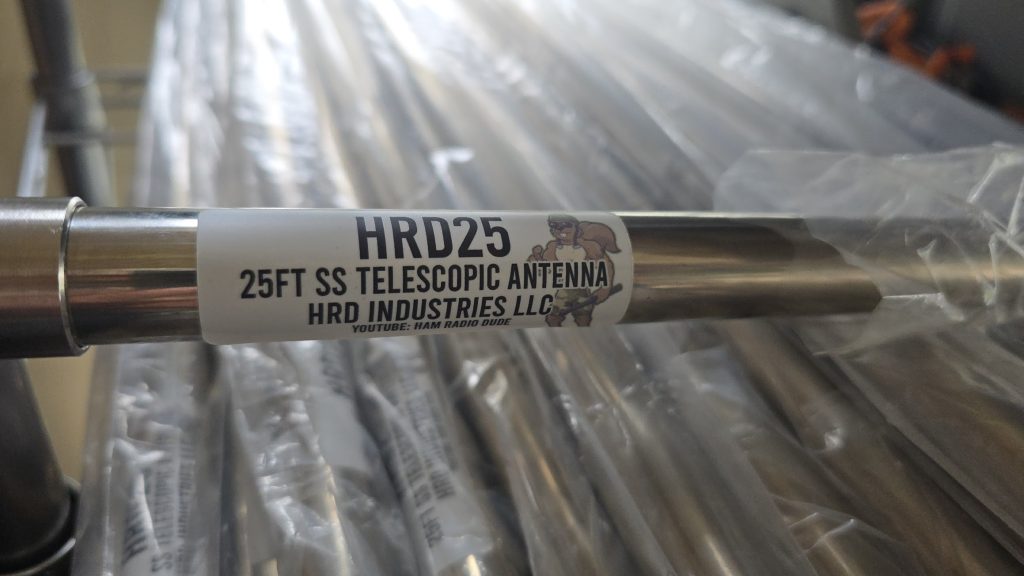 HRD25
25FT SS TELESCOPIC ANTENNA
HRD INDUSTRIES LLC
YOUTUBE: HAM RADIO DUDE